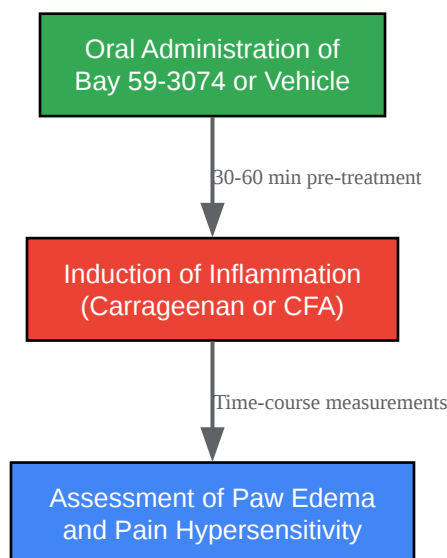 Oral Administration of
Bay 59-3074 or Vehicle
30-60 min pre-treatment
Induction of Inflammation
(Carrageenan or CFA)
Time-course measurements
Assessment of Paw Edema
and Pain Hypersensitivity